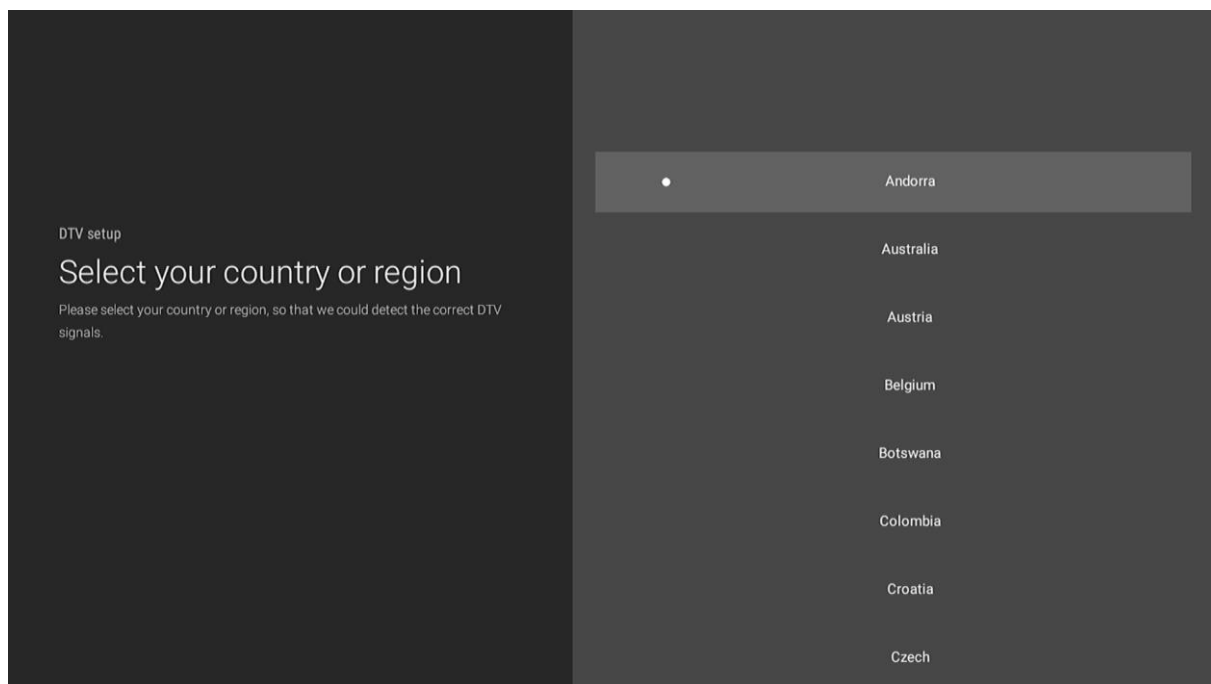 DTV setup
Select your country or region
Please select your country or region, so that we could detect the correct DTV
signals.
Andorra
Australia
Austria
Belgium
Botswana
Colombia
Croatia
Czech